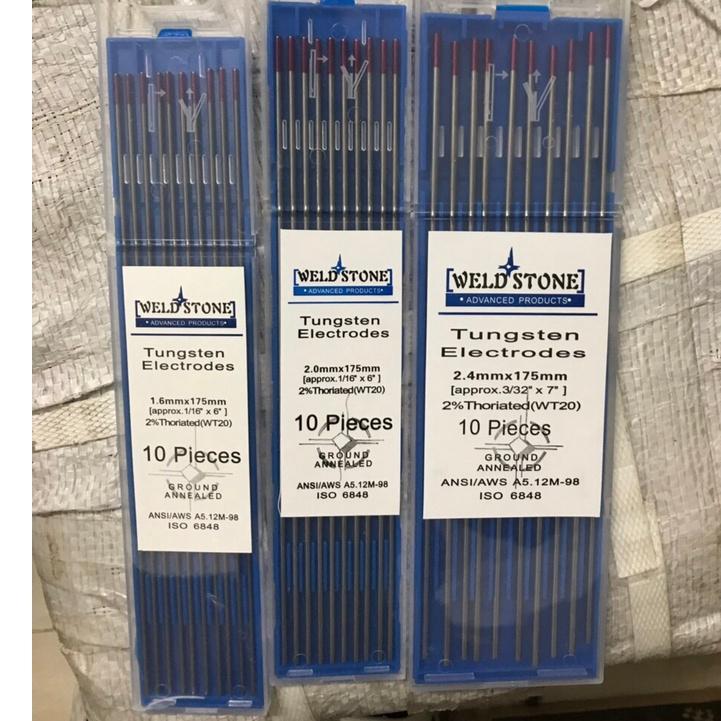 WELD STONE
ADVANCED PRODUCTS
Tungsten
Electrodes
1.6mmx175mm
[approx.1/16" x 6" ]
2%Thoriated(WT20)
10 Pieces
GROUND
ANNEALED
ANSI/AWS A5.12M-98
ISO 6848
WELD STONE
• ADVANCED PRODUCTS•
Tungsten
Electrodes
2.0mmx175mm
[approx.1/16" x 6" ]
2%Thoriated(WT20)
10 Pieces
GROUND
ANNEALED
ANSI/AWS A5.12M-98
ISO 6848
WELD STONE
• ADVANCED PRODUCTS•
Tungsten
Electrodes
2.4mmx175mm
[approx.3/32" x 7" ]
2%Thoriated(WT20)
10 Pieces
GROUND
ANNEALED
ANSI/AWS A5.12M-98
ISO 6848